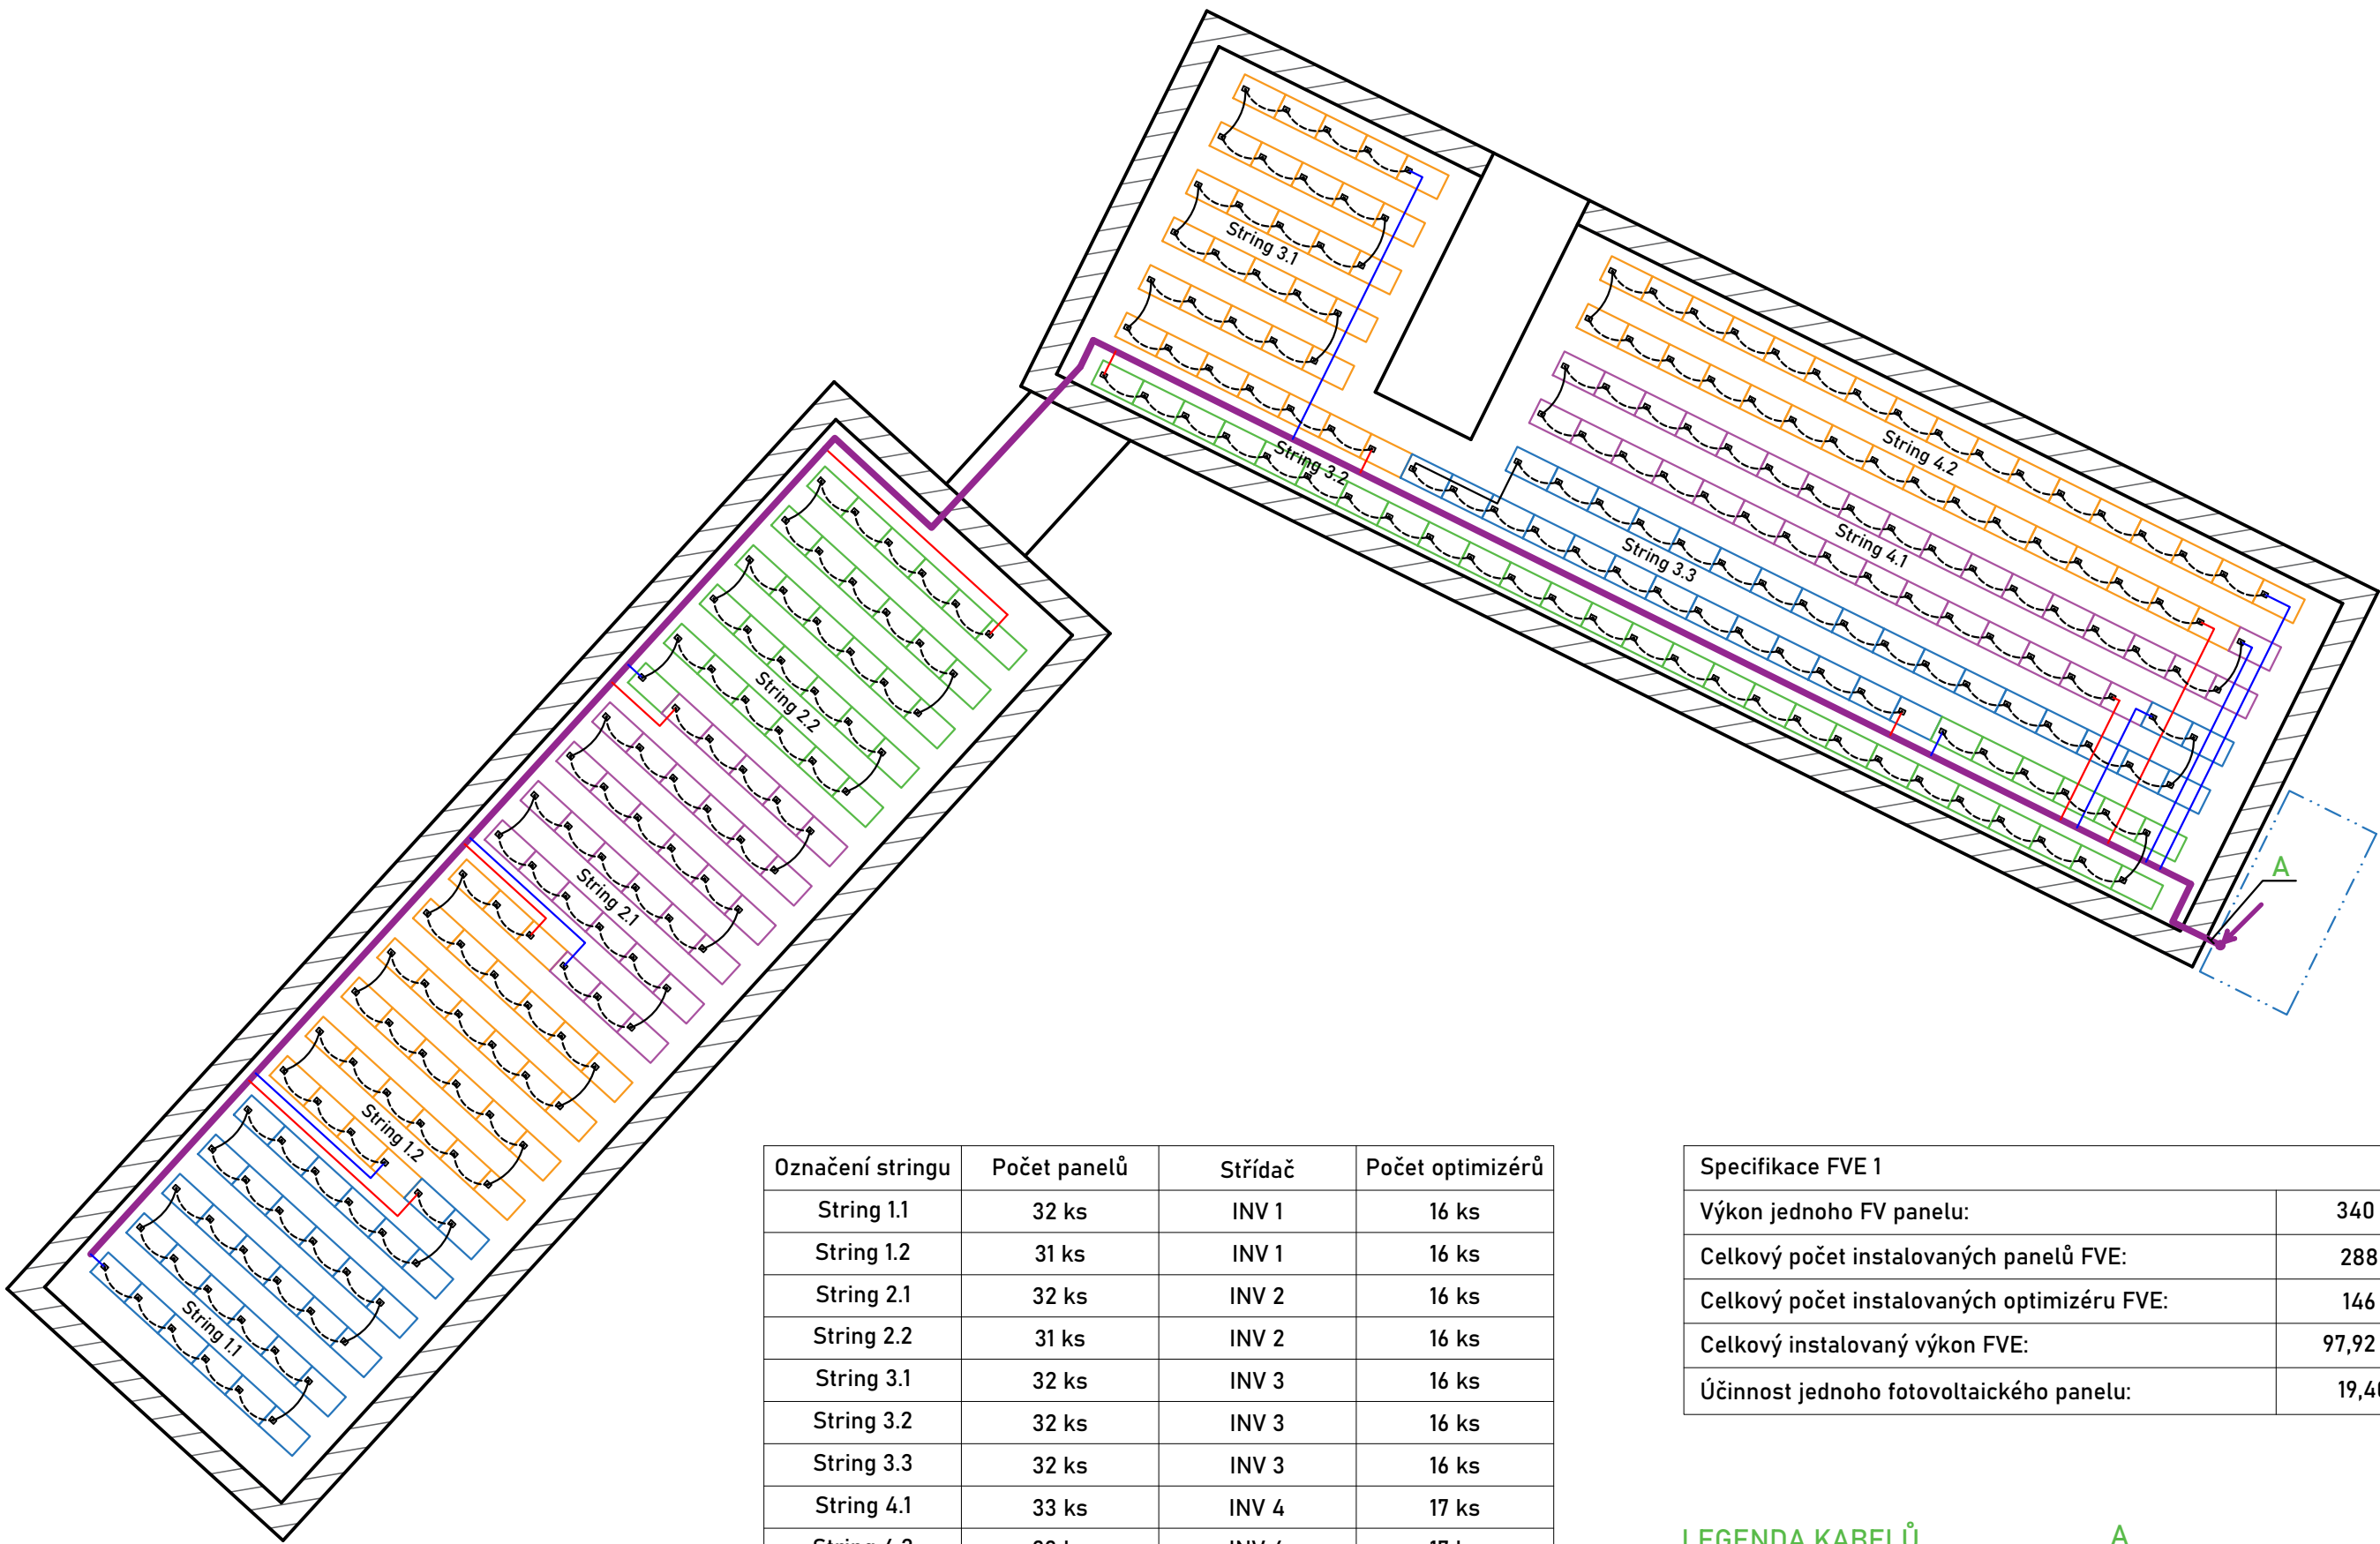 String 3.1
String 4.2
String 3.2
String 4.1
String 3.3
String 2.2
String 2.1
A
String 1.2
String 1.1
Označení stringu Počet panelů Střídač Počet optimizérů
String 1.1 32 ks INV 1 16 ks
String 1.2 31 ks INV 1 16 ks
String 2.1 32 ks INV 2 16 ks
String 2.2 31 ks INV 2 16 ks
String 3.1 32 ks INV 3 16 ks
String 3.2 32 ks INV 3 16 ks
String 3.3 32 ks INV 3 16 ks
String 4.1 33 ks INV 4 17 ks
Specifikace FVE 1
Výkon jednoho FV panelu: 340
Celkový počet instalovaných panelů FVE: 288
Celkový počet instalovaných optimizéru FVE: 146
Celkový instalovaný výkon FVE: 97,92
Účinnost jednoho fotovoltaického panelu:
LEGENDA KABELŮ A